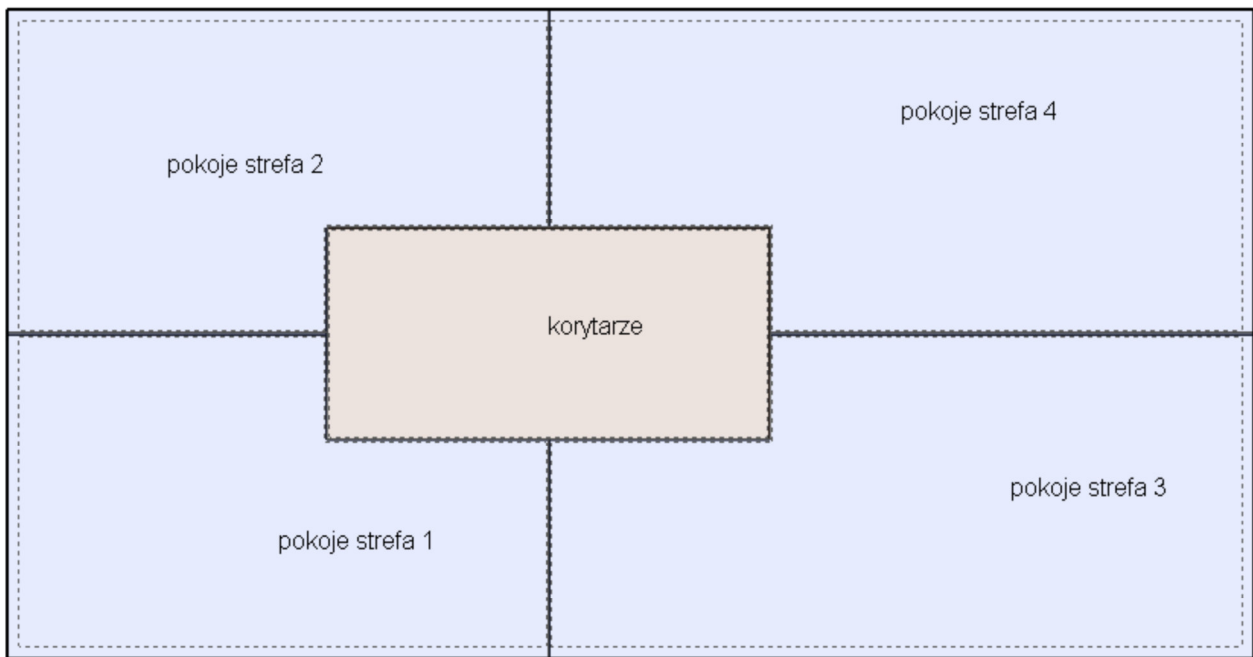 pokoje strefa 4
pokoje strefa 2
korytarze
pokoje strefa 3
pokoje strefa 1